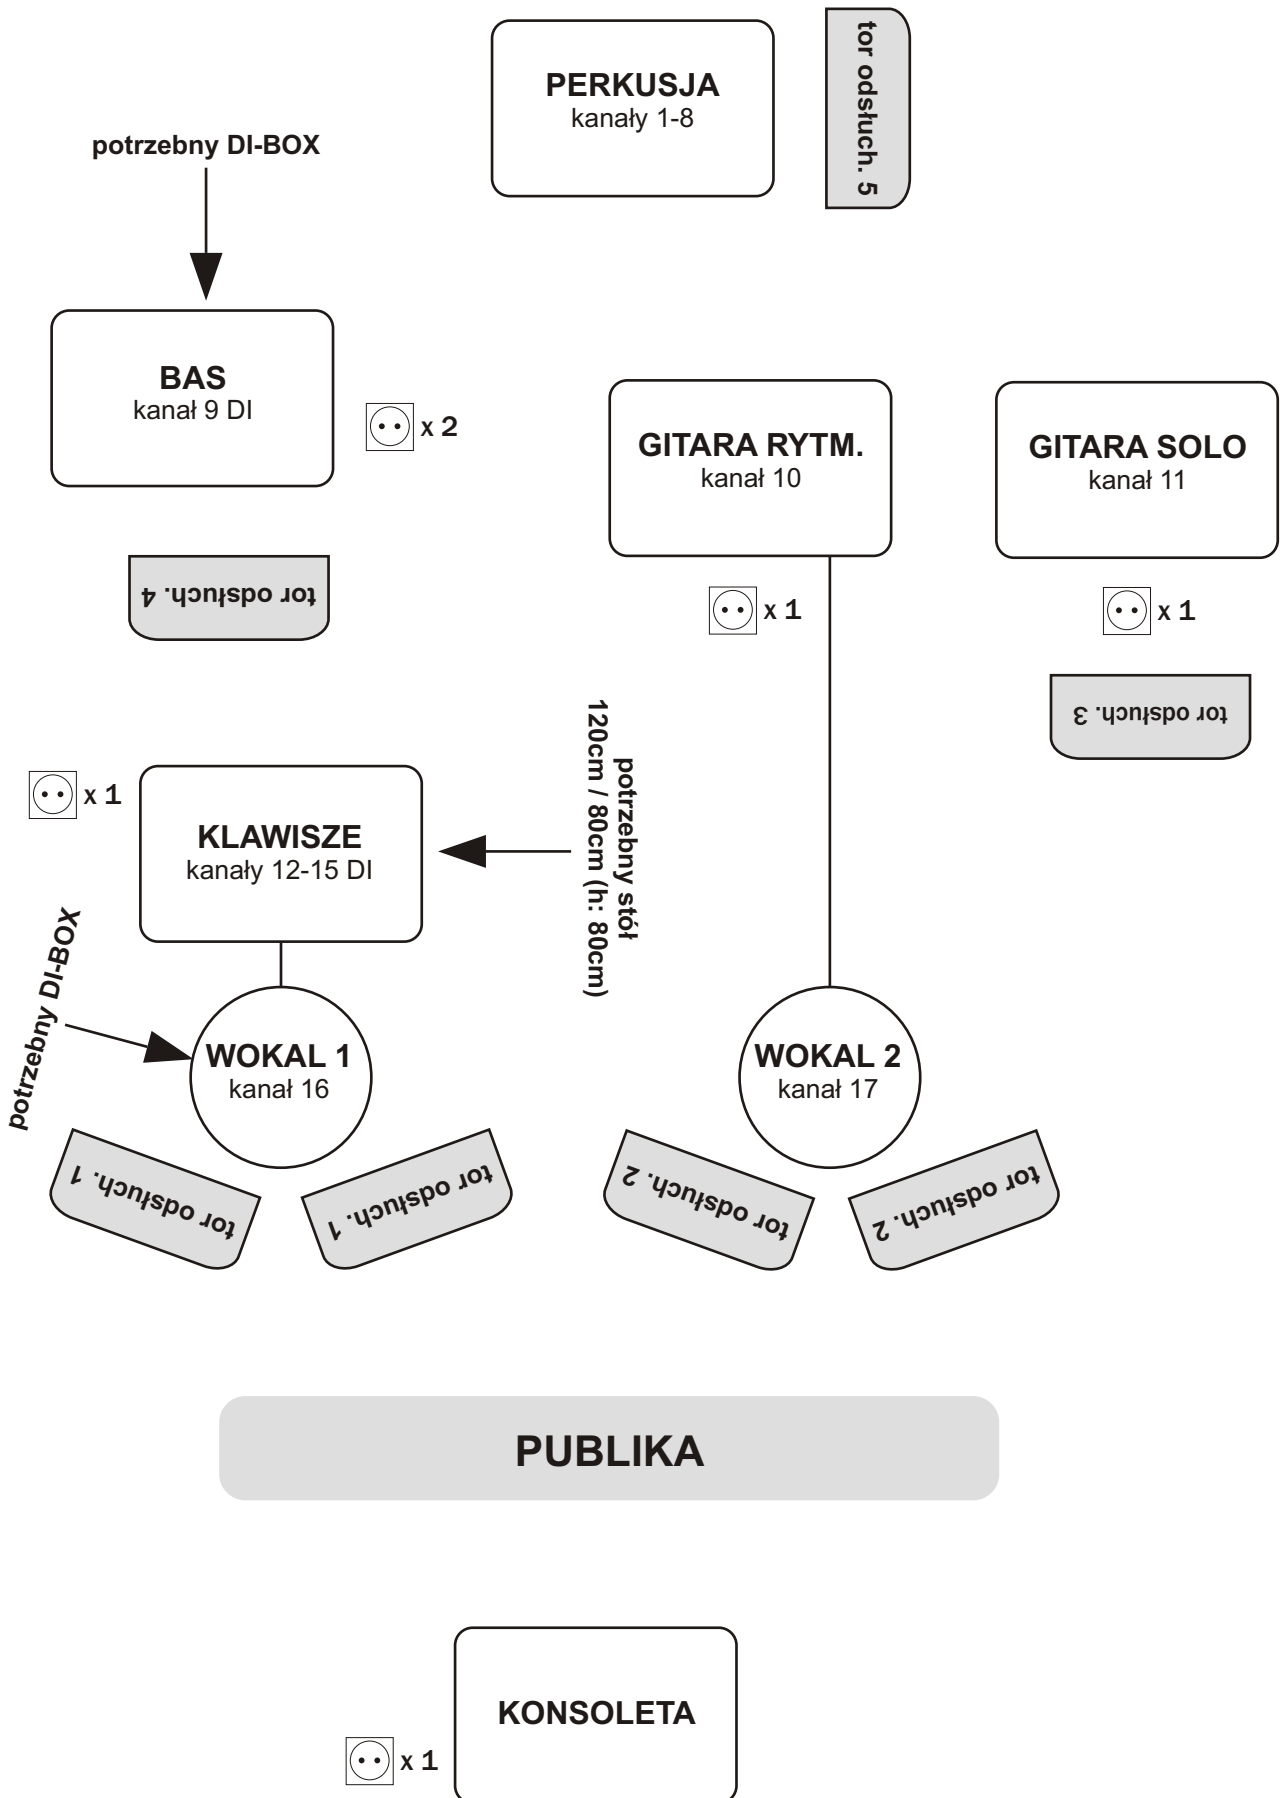 PERKUSJA
kanały 1-8
tor odsłuch. 5
potrzebny DI-BOX
BAS
kanał 9 DI
x 2
GITARA RYTM.
kanał 10
x 1
GITARA SOLO
kanał 11
x 1
tor odsłuch. 4
tor odsłuch. 3
x 1
KLAWISZE
kanały 12-15 DI
potrzebny stół
120cm / 80cm (h: 80cm)
potrzebny DI-BOX
WOKAL 1
kanał 16
WOKAL 2
kanał 17
tor odsłuch. 1
tor odsłuch. 1
tor odsłuch. 2
tor odsłuch. 2
PUBLIKA
KONSOLETA
x 1